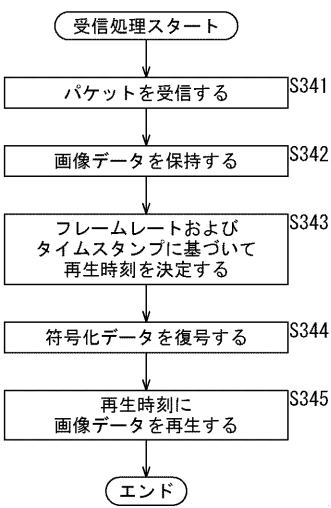 受信処理スタート
S341
パケットを受信する
S342
画像データを保持する
S343
フレームレートおよび
タイムスタンプに基づいて
再生時刻を決定する
S344
符号化データを復号する
S345
再生時刻に
画像データを再生する
エンド